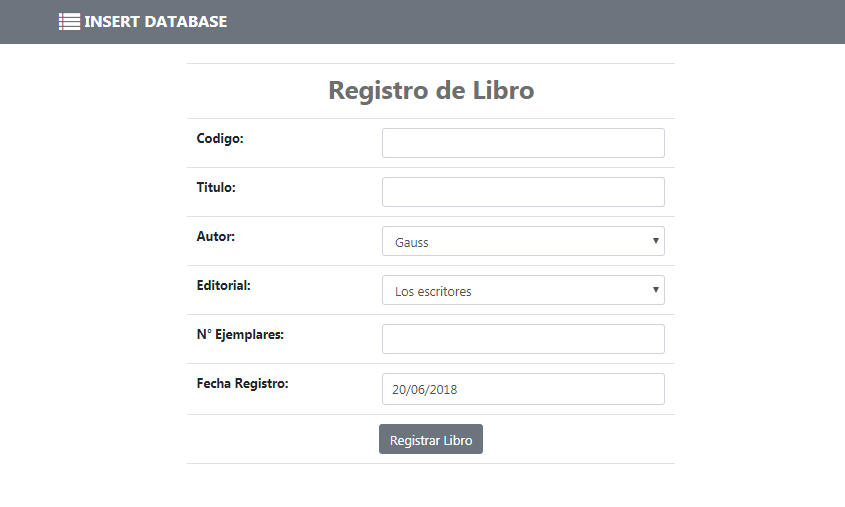 INSERT DATABASE
Registro de Libro
Codigo:
Titulo:
Autor: Gauss
Editorial: Los escritores
N° Ejemplares:
Fecha Registro: 20/06/2018
Registrar Libro